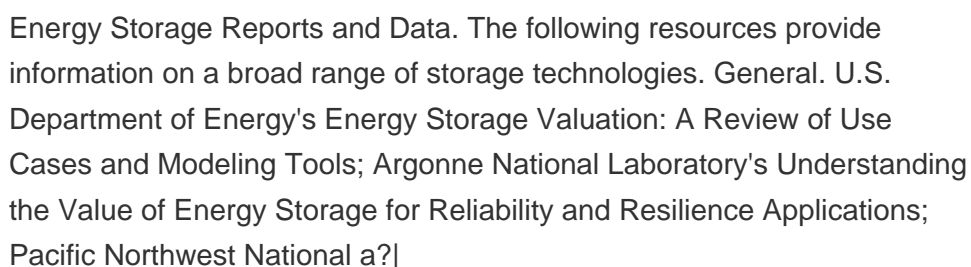 Energy Storage Reports and Data. The following resources provide
information on a broad range of storage technologies. General. U.S.
Department of Energy's Energy Storage Valuation: A Review of Use
Cases and Modeling Tools; Argonne National Laboratory's Understanding
the Value of Energy Storage for Reliability and Resilience Applications;
Pacific Northwest National a?|